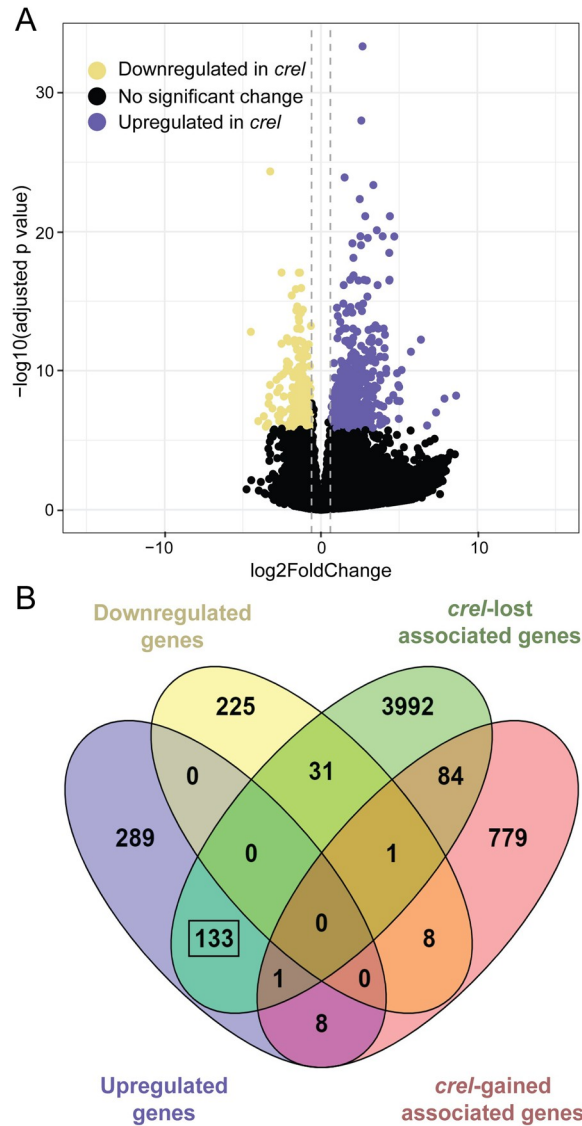 A
Downregulated in crel
No significant change
Upregulated in crel
30
20
10
0
−log10(adjusted p value)
−10
0
10
log2FoldChange
B
Downregulated
genes
crel-lost
associated genes
225
3992
0
31
84
289
0
1
779
133
0
8
1
0
8
Upregulated
genes
crel-gained
associated genes